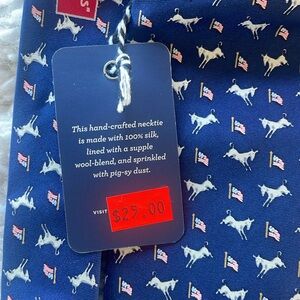 This hand-crafted necktie
is made with 100% silk,
lined with a supple
wool-blend, and sprinkled
with pig-sy dust.
VISIT
$25.00